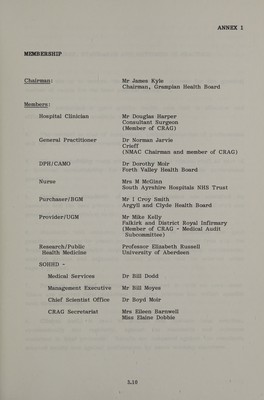 ANNEX 1
MEMBERSHIP
Chairman: Mr James Kyle
Chairman, Grampian Health Board
Members:
Hospital Clinician Mr Douglas Harper
Consultant Surgeon
(Member of CRAG)
General Practitioner Dr Norman Jarvie
Crieff
(NMAC Chairman and member of CRAG)
DPH/CAMO Dr Dorothy Moir
Forth Valley Health Board
Nurse Mrs M McGinn
South Ayrshire Hospitals NHS Trust
Purchaser/BGM Mr I Croy Smith
Argyll and Clyde Health Board
Provider/UGM Mr Mike Kelly
Falkirk and District Royal Infirmary
(Member of CRAG - Medical Audit
Subcommittee)
Research/Public Professor Elizabeth Russell
Health Medicine University of Aberdeen
SOHHD -
Medical Services Dr Bill Dodd
Management Executive Mr Bill Moyes
Chief Scientist Office Dr Boyd Moir
CRAG Secretariat Mrs Eileen Barnwell
Miss Elaine Dobbie
5.16